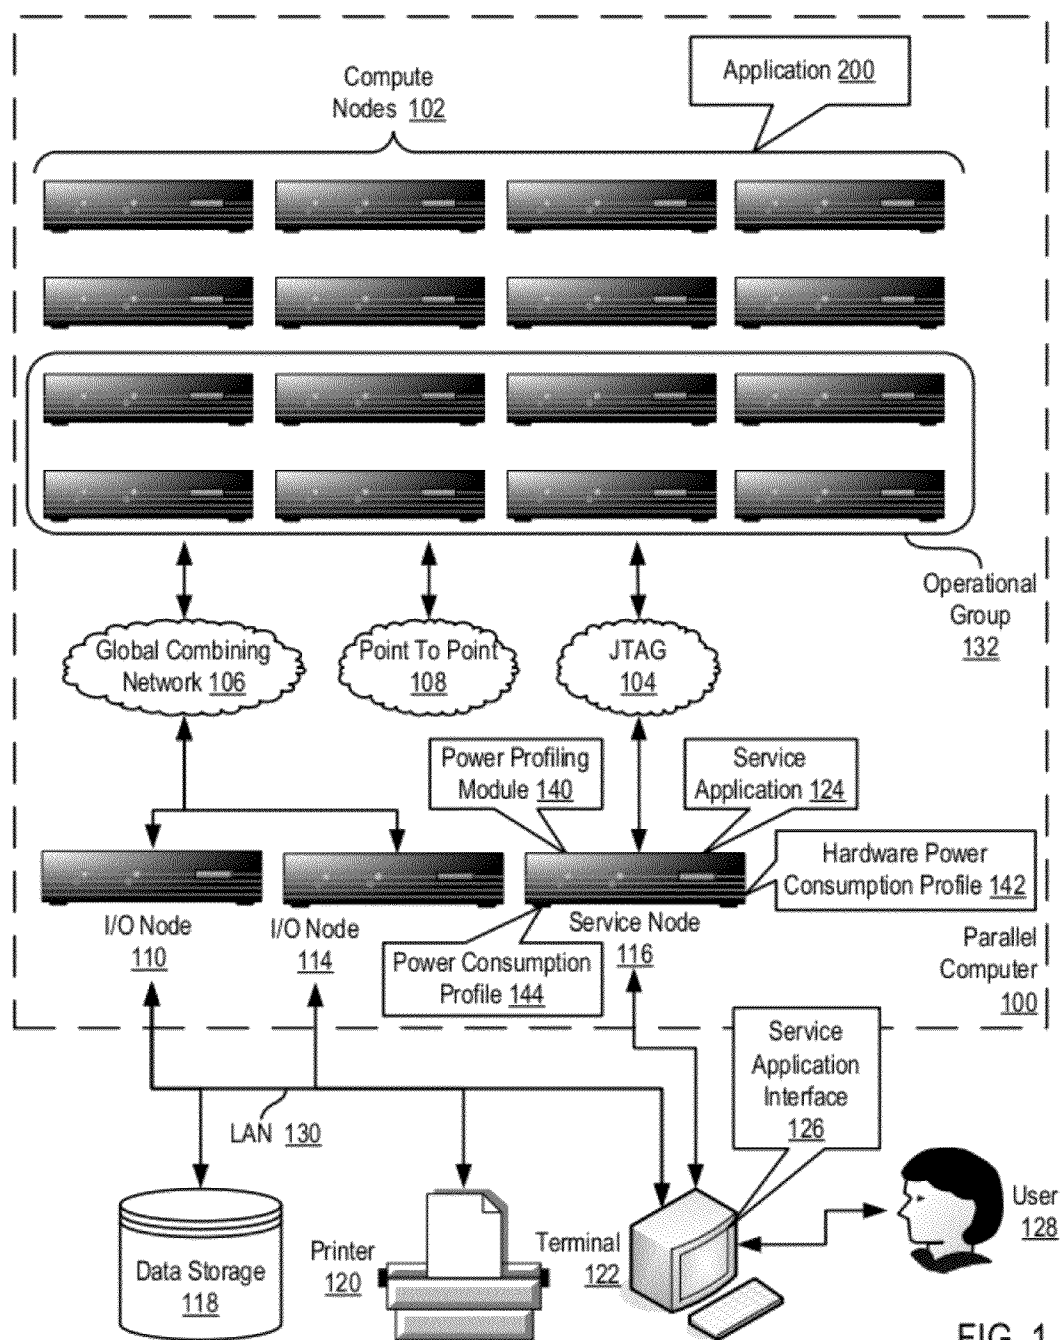 Compute
Nodes 102
Application 200
Operational
Group
132
Global Combining
Network 106
Point To Point
108
JTAG
104
Power Profiling
Module 140
Service
Application 124
Hardware Power
Consumption Profile 142
I/O Node
110
I/O Node
114
Service Node
116
Power Consumption
Profile 144
Parallel
Computer
100
Service
Application
Interface
126
LAN 130
Data Storage
118
Printer
120
Terminal
122
User
128
FIG. 1